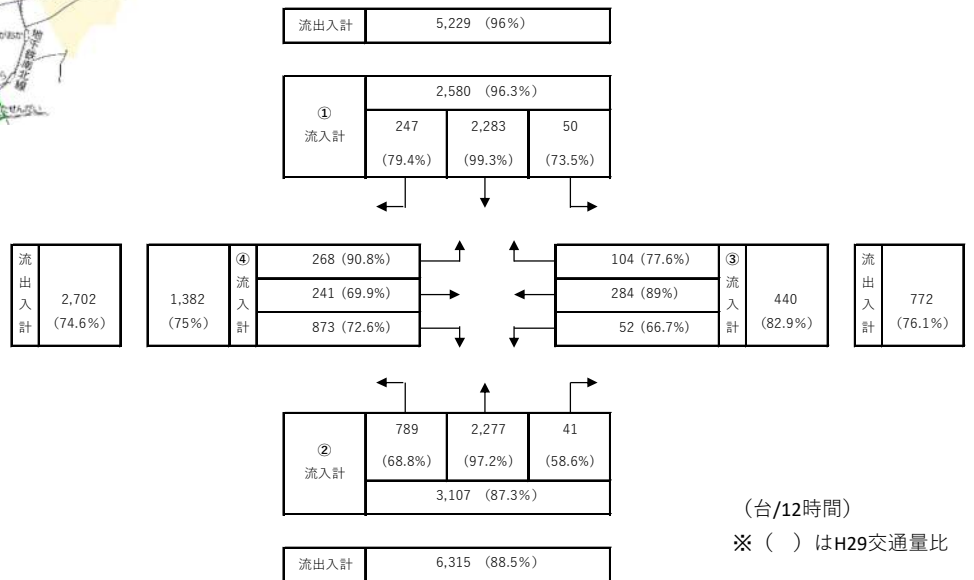 流出入計 5,229 (96%)
① 流入計
2,580 (96.3%)
247 2,283 50
(79.4%) (99.3%) (73.5%)
流出入計 2,702 (74.6%)
1,382 (75%) ④流入計
268 (90.8%)
241 (69.9%)
873 (72.6%)
104 (77.6%)
284 (89%)
52 (66.7%)
③流入計 440 (82.9%)
流出入計 772 (76.1%)
② 流入計
789 2,277 41
(68.8%) (97.2%) (58.6%)
3,107 (87.3%)
流出入計 6,315 (88.5%)
（台/12時間）
※（　）はH29交通量比